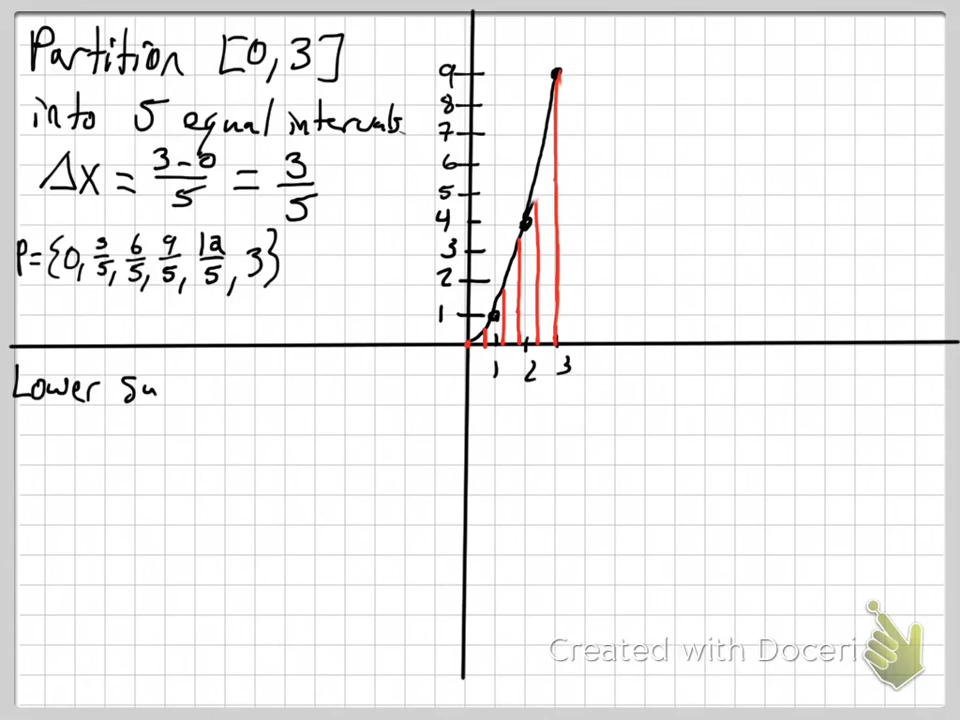 Partition [0, 3]
into 5 equal intervals
Δx = 3-0/5 = 3/5
P={0, 3/5, 6/5, 9/5, 12/5, 3}
Lower Su
9
8
7
6
5
4
3
2
1
1 2 3
Created with Doceri